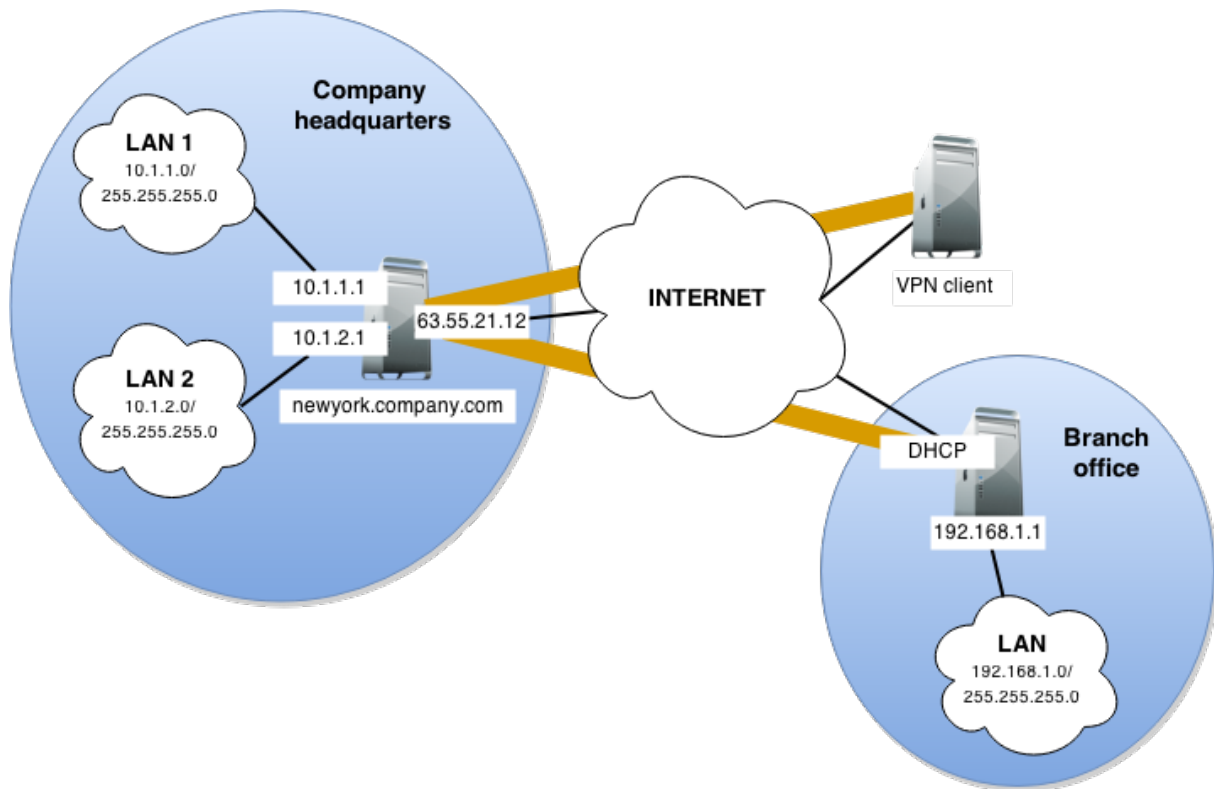 Company
headquarters
LAN 1
10.1.1.0/
255.255.255.0
10.1.1.1
10.1.2.1
63.55.21.12
LAN 2
10.1.2.0/
255.255.255.0
newyork.company.com
INTERNET
VPN client
Branch
office
DHCP
192.168.1.1
LAN
192.168.1.0/
255.255.255.0